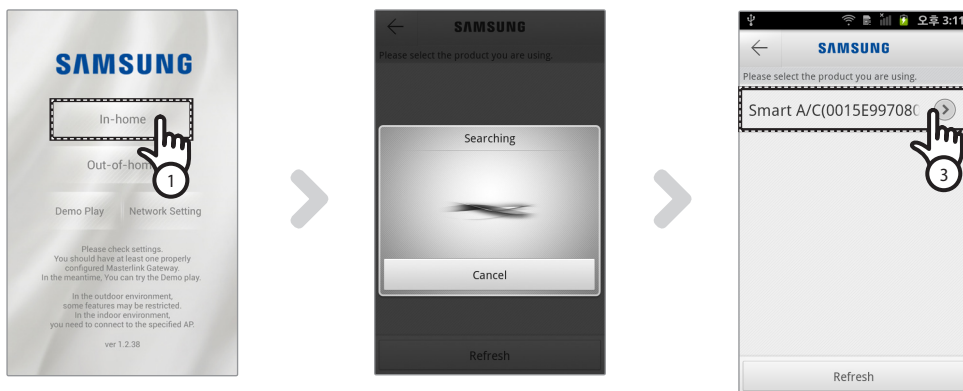 SAMSUNG
In-home
Out-of-hom
1
Demo Play Network Setting
Please check settings.
You should have at least one properly
configured Masterlink Gateway.
In the meantime, You can try the Demo play.
In the outdoor environment,
some features may be restricted.
In the indoor environment,
you need to connect to the specified AP.
ver 1.2.38
SAMSUNG
Please select the product you are using.
Searching
Cancel
Refresh
오후 3:11
SAMSUNG
Please select the product you are using.
Smart A/C(0015E997080
3
Refresh